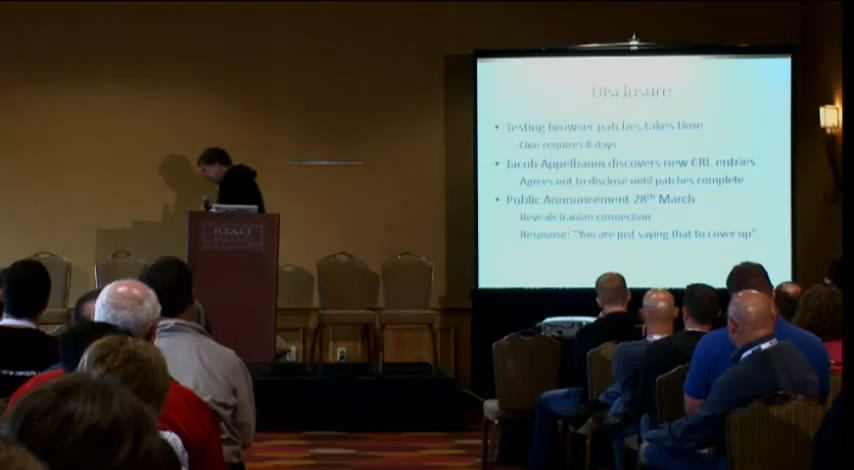 Disclosure
• Testing browser patches takes time
One requires 8 days
• Jacob Appelbaum discovers new CRL entries
Agrees not to disclose until patches complete
• Public Announcement 28th March
Reveals Iranian connection
Response: "You are just saying that to cover up"
HYATT